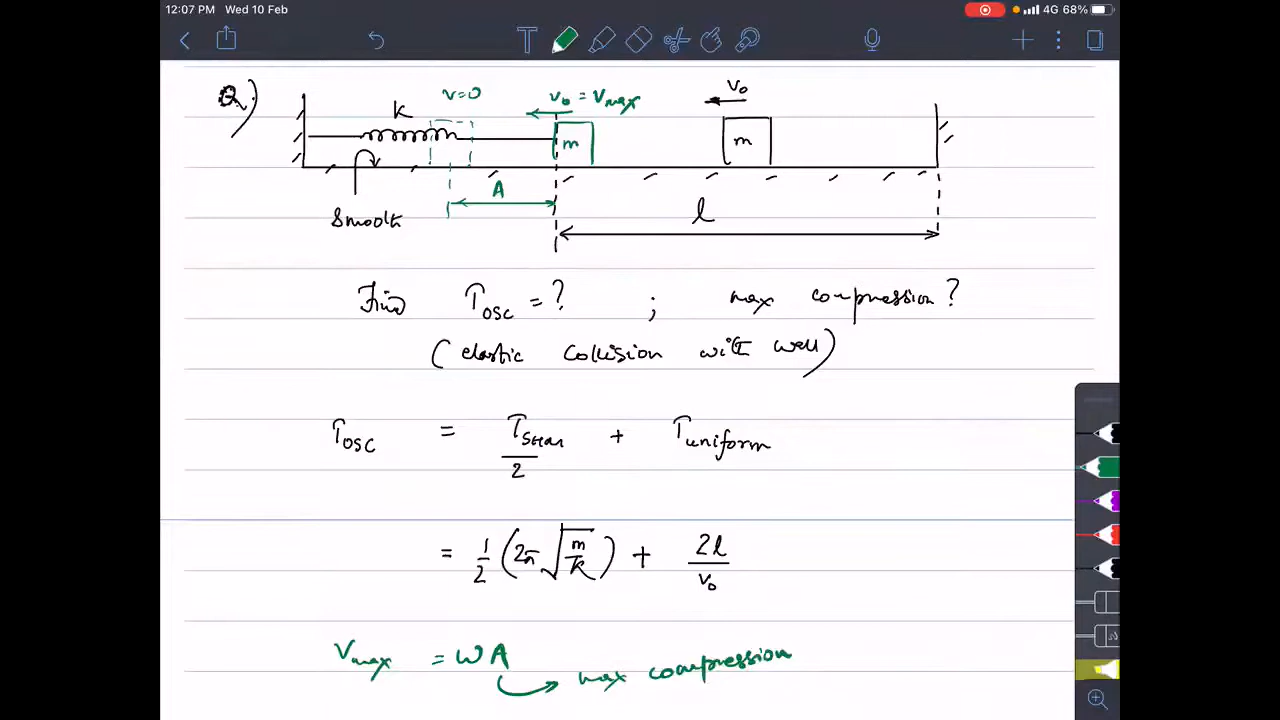 12:07 PM Wed 10 Feb
4G 68%
Q)
K
v=0
v₀ = Vmax
v₀
m
m
A
l
Smooth
Find Tosc = ? ; max compression ?
(elastic collision with wall)
Tosc = TSHM/2 + Tuniform
= 1/2 (2π √(m/k)) + 2l/v₀
Vmax = ωA
max compression